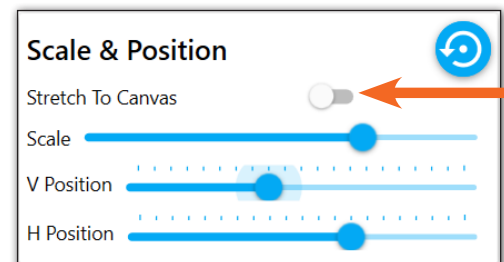 Scale & Position
Stretch To Canvas
Scale
V Position
H Position